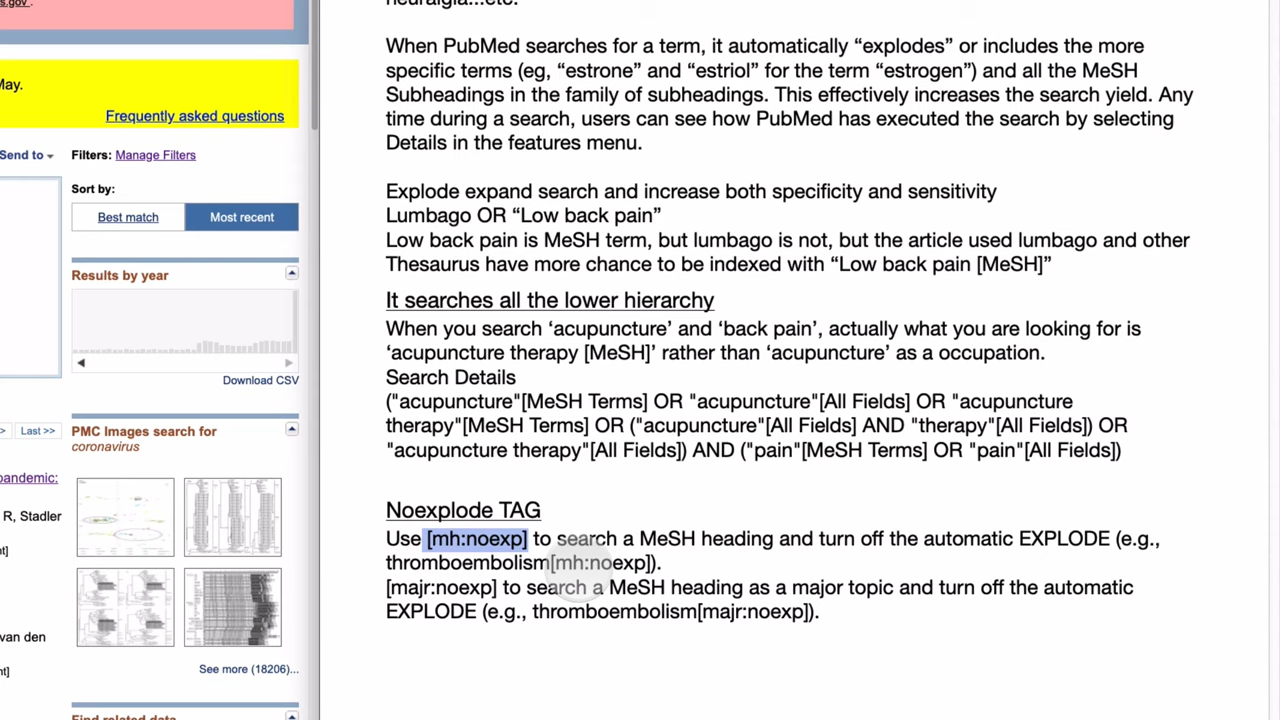 s.gov .
May.
Frequently asked questions
Send to
Filters: Manage Filters
Sort by:
Best match
Most recent
Results by year
Download CSV
>
Last >>
PMC Images search for
coronavirus
pandemic:
R, Stadler
nt]
van den
nt]
See more (18206)...
Find related data
neuralgia...etc.
When PubMed searches for a term, it automatically “explodes” or includes the more
specific terms (eg, “estrone” and “estriol” for the term “estrogen”) and all the MeSH
Subheadings in the family of subheadings. This effectively increases the search yield. Any
time during a search, users can see how PubMed has executed the search by selecting
Details in the features menu.
Explode expand search and increase both specificity and sensitivity
Lumbago OR “Low back pain”
Low back pain is MeSH term, but lumbago is not, but the article used lumbago and other
Thesaurus have more chance to be indexed with “Low back pain [MeSH]”
It searches all the lower hierarchy
When you search ‘acupuncture’ and ‘back pain’, actually what you are looking for is
‘acupuncture therapy [MeSH]’ rather than ‘acupuncture’ as a occupation.
Search Details
("acupuncture"[MeSH Terms] OR "acupuncture"[All Fields] OR "acupuncture
therapy"[MeSH Terms] OR ("acupuncture"[All Fields] AND "therapy"[All Fields]) OR
"acupuncture therapy"[All Fields]) AND ("pain"[MeSH Terms] OR "pain"[All Fields])
Noexplode TAG
Use [mh:noexp] to search a MeSH heading and turn off the automatic EXPLODE (e.g.,
thromboembolism[mh:noexp]).
[majr:noexp] to search a MeSH heading as a major topic and turn off the automatic
EXPLODE (e.g., thromboembolism[majr:noexp]).